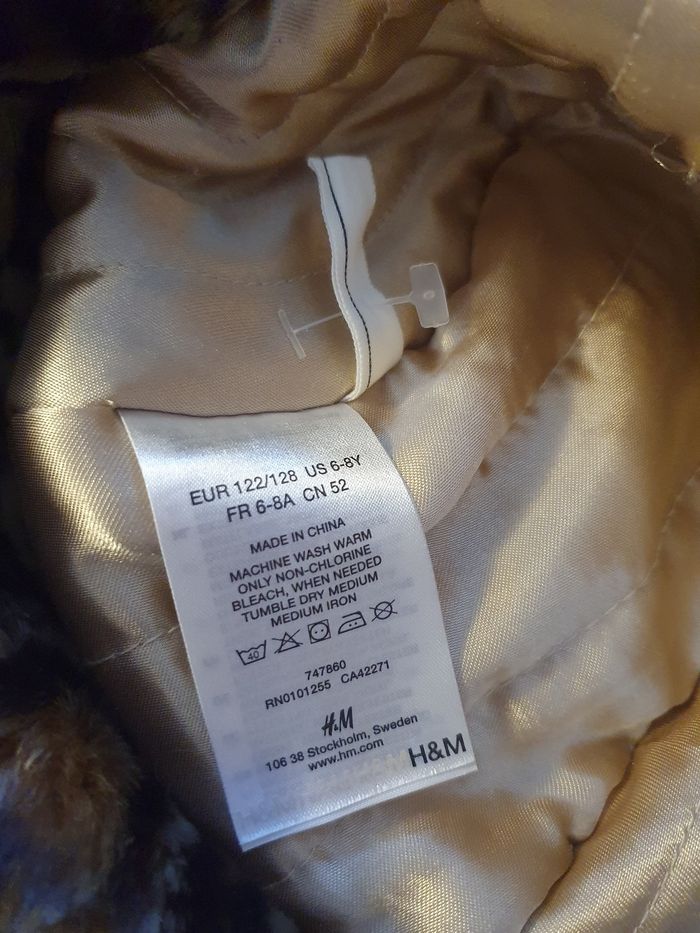 EUR 122/128 US 6-8Y
FR 6-8A CN 52
MADE IN CHINA
MACHINE WASH WARM
ONLY NON-CHLORINE
BLEACH, WHEN NEEDED
TUMBLE DRY MEDIUM
MEDIUM IRON
40
747860
RN0101255 CA42271
H&M
106 38 Stockholm, Sweden
www.hm.com
H&M